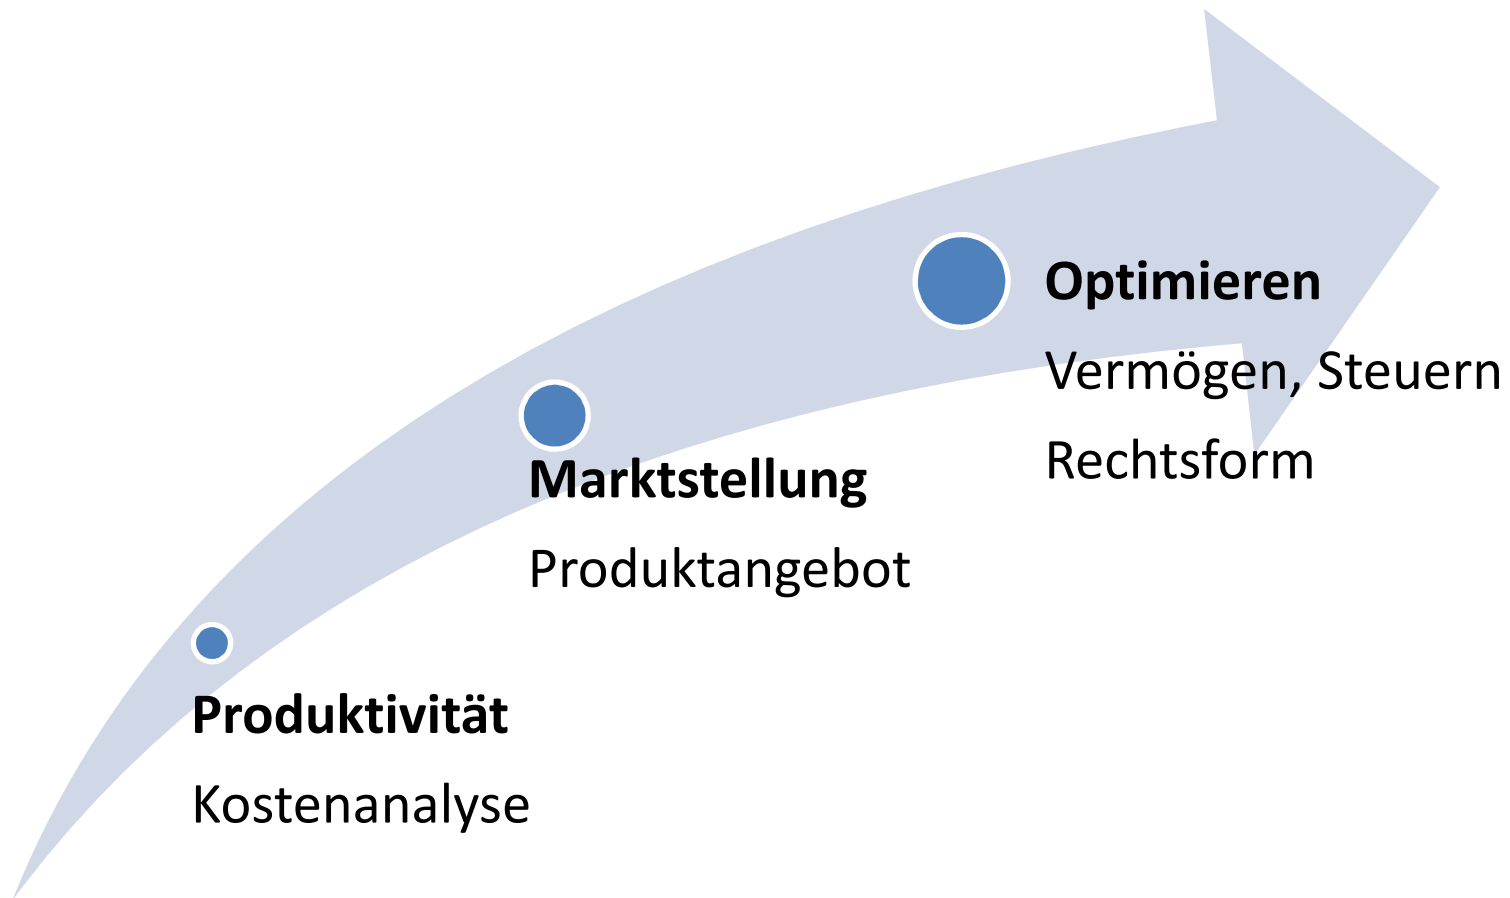 Optimieren
Vermögen, Steuern
Rechtsform
Marktstellung
Produktangebot
Produktivität
Kostenanalyse